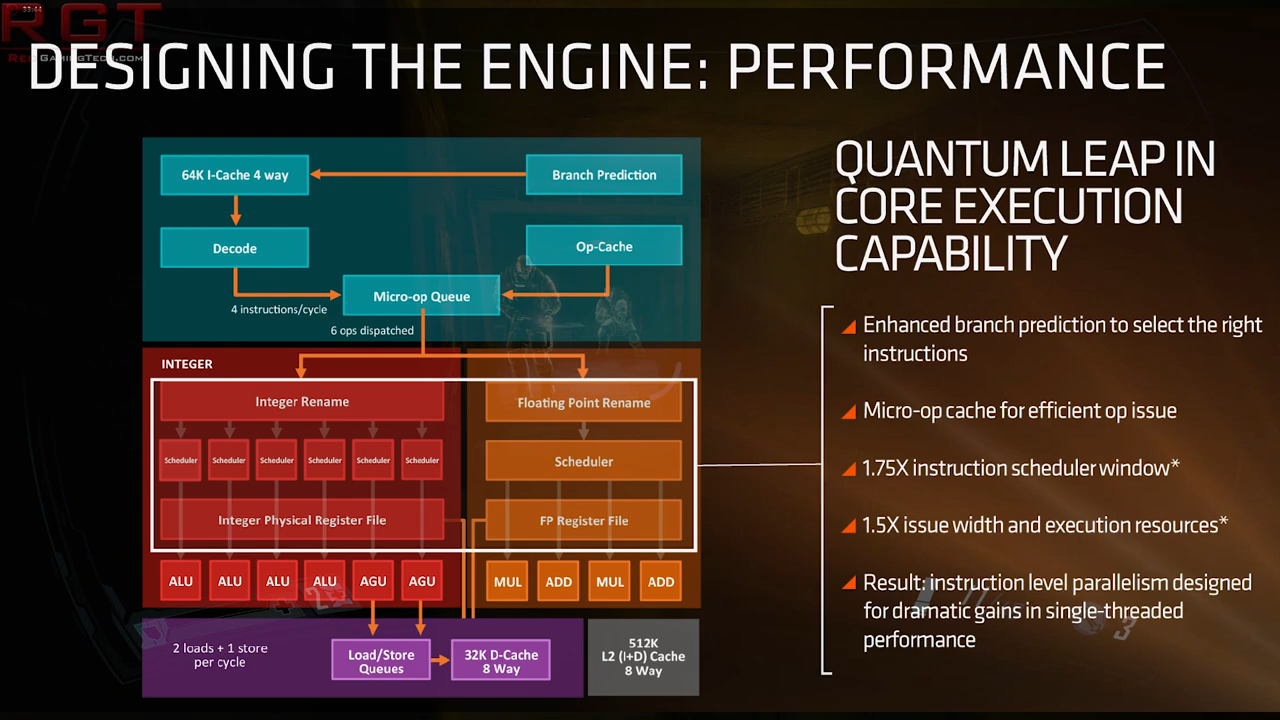 33:44
RGT
REDGAMINGTECH.COM
DESIGNING THE ENGINE: PERFORMANCE
64K I-Cache 4 way
Branch Prediction
Decode
Op-Cache
Micro-op Queue
4 instructions/cycle
6 ops dispatched
INTEGER
Integer Rename
Floating Point Rename
Scheduler
Scheduler
Scheduler
Scheduler
Scheduler
Scheduler
Scheduler
Integer Physical Register File
FP Register File
ALU
ALU
ALU
ALU
AGU
AGU
MUL
ADD
MUL
ADD
2 loads + 1 store
per cycle
Load/Store
Queues
32K D-Cache
8 Way
512K
L2 (I+D) Cache
8 Way
QUANTUM LEAP IN
CORE EXECUTION
CAPABILITY
Enhanced branch prediction to select the right
instructions
Micro-op cache for efficient op issue
1.75X instruction scheduler window*
1.5X issue width and execution resources*
Result: instruction level parallelism designed
for dramatic gains in single-threaded
performance